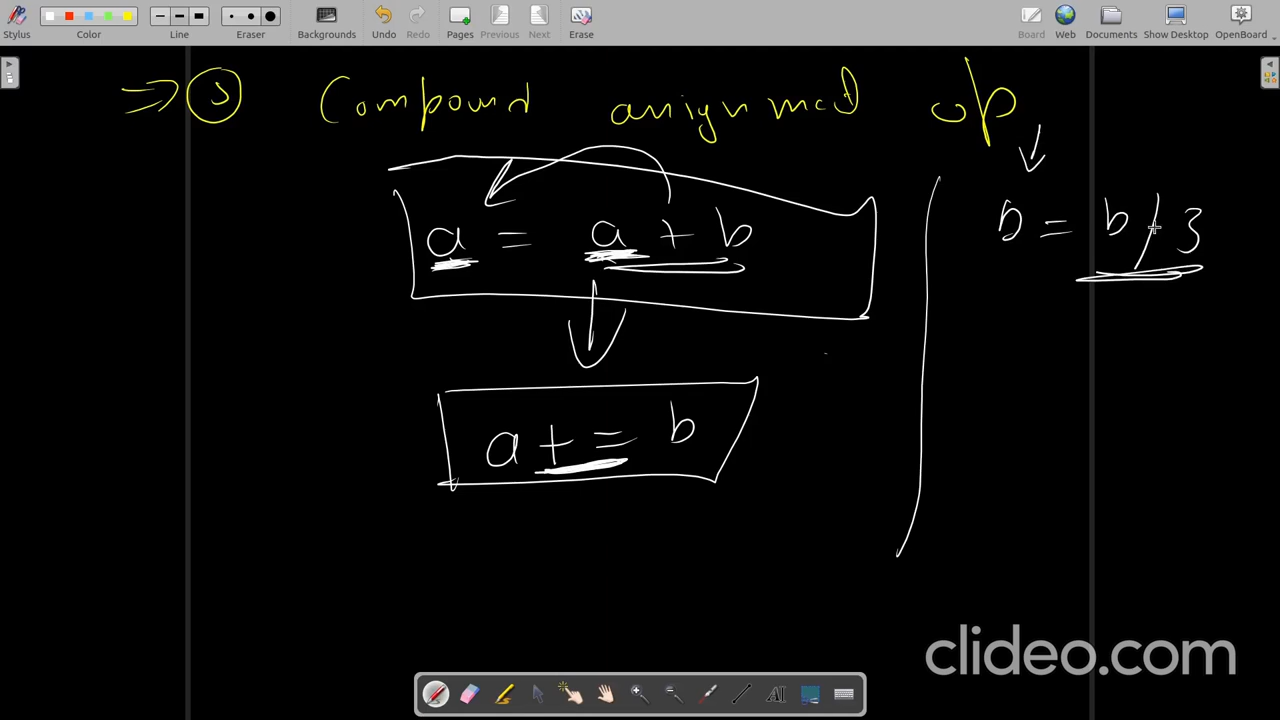 Stylus Color Line Eraser Backgrounds Undo Redo Pages Previous Next Erase Board Web Documents Show Desktop OpenBoard
=> Compound assignment op
a = a + b
b = b / 3
a += b
clideo.com
AI